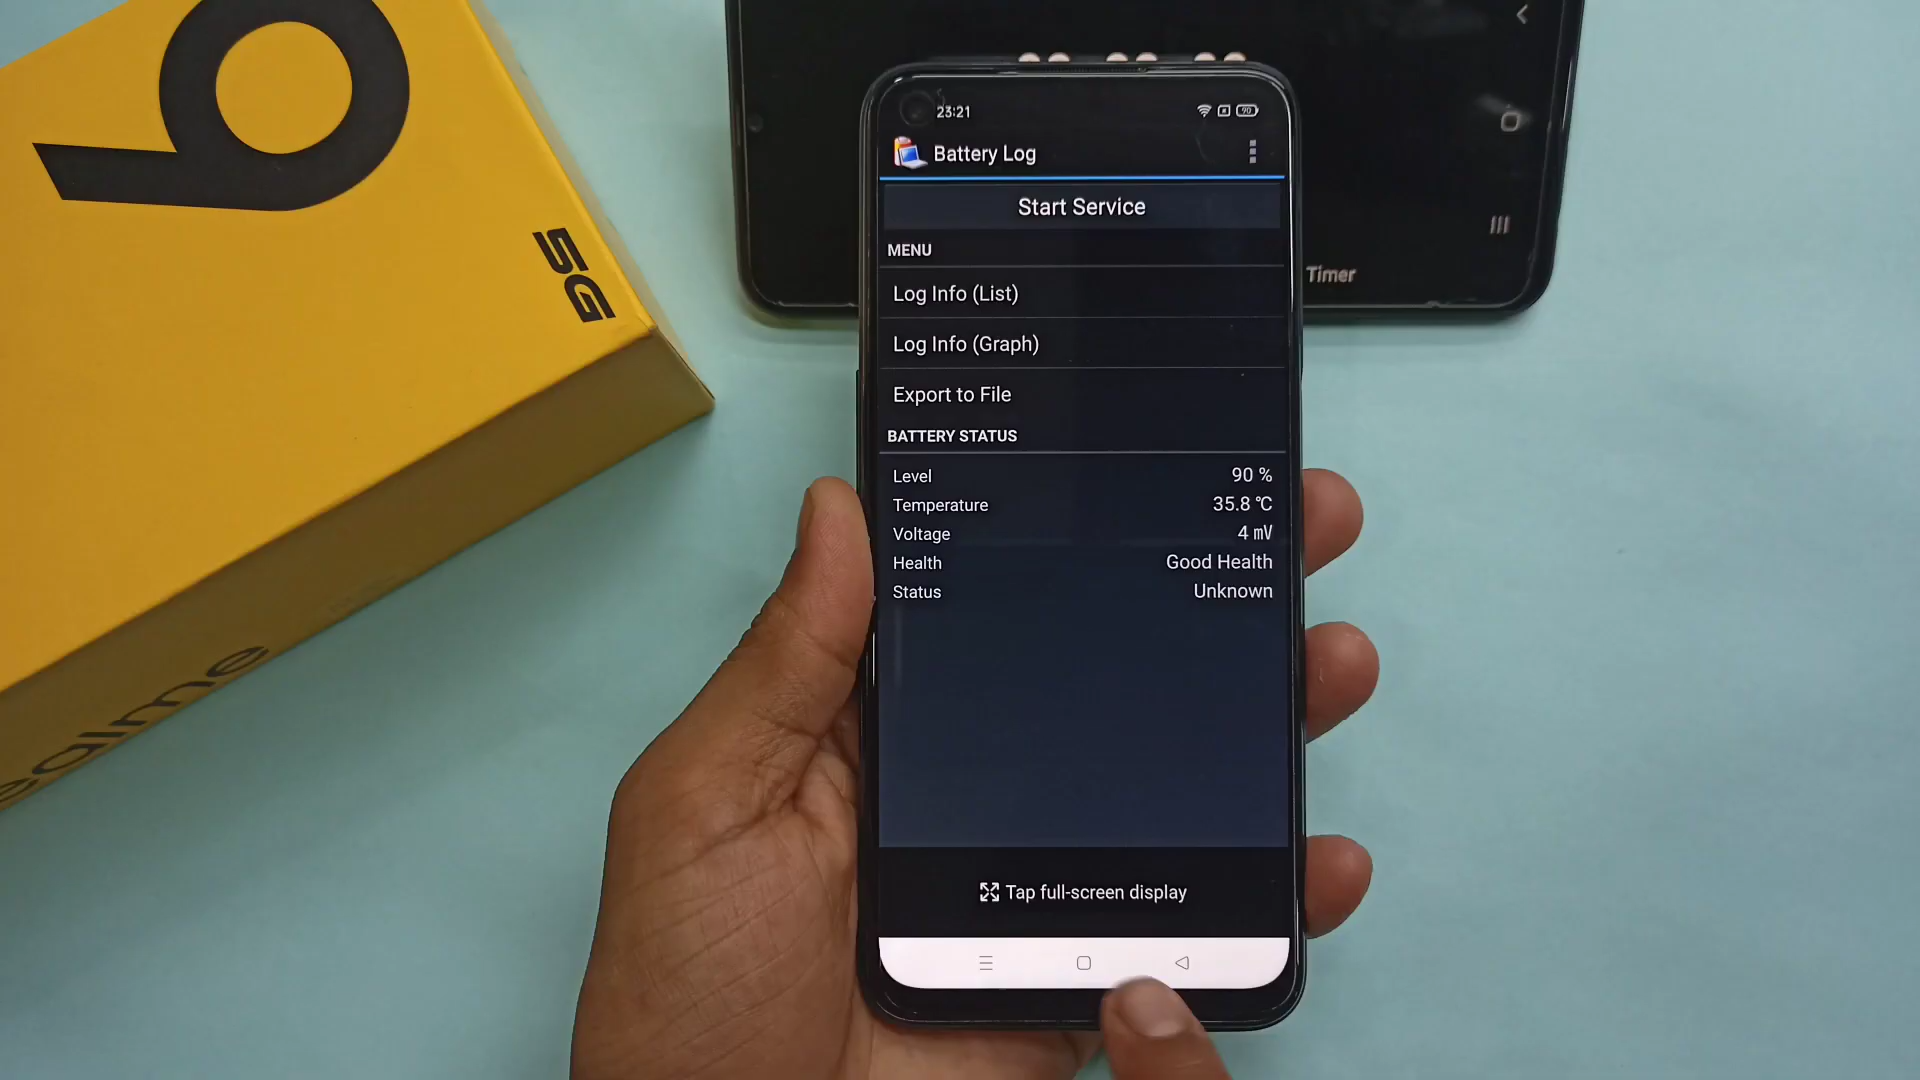 6
5G
realme
Timer
23:21
90
Battery Log
Start Service
MENU
Log Info (List)
Log Info (Graph)
Export to File
BATTERY STATUS
Level 90 %
Temperature 35.8 ℃
Voltage 4 mV
Health Good Health
Status Unknown
Tap full-screen display